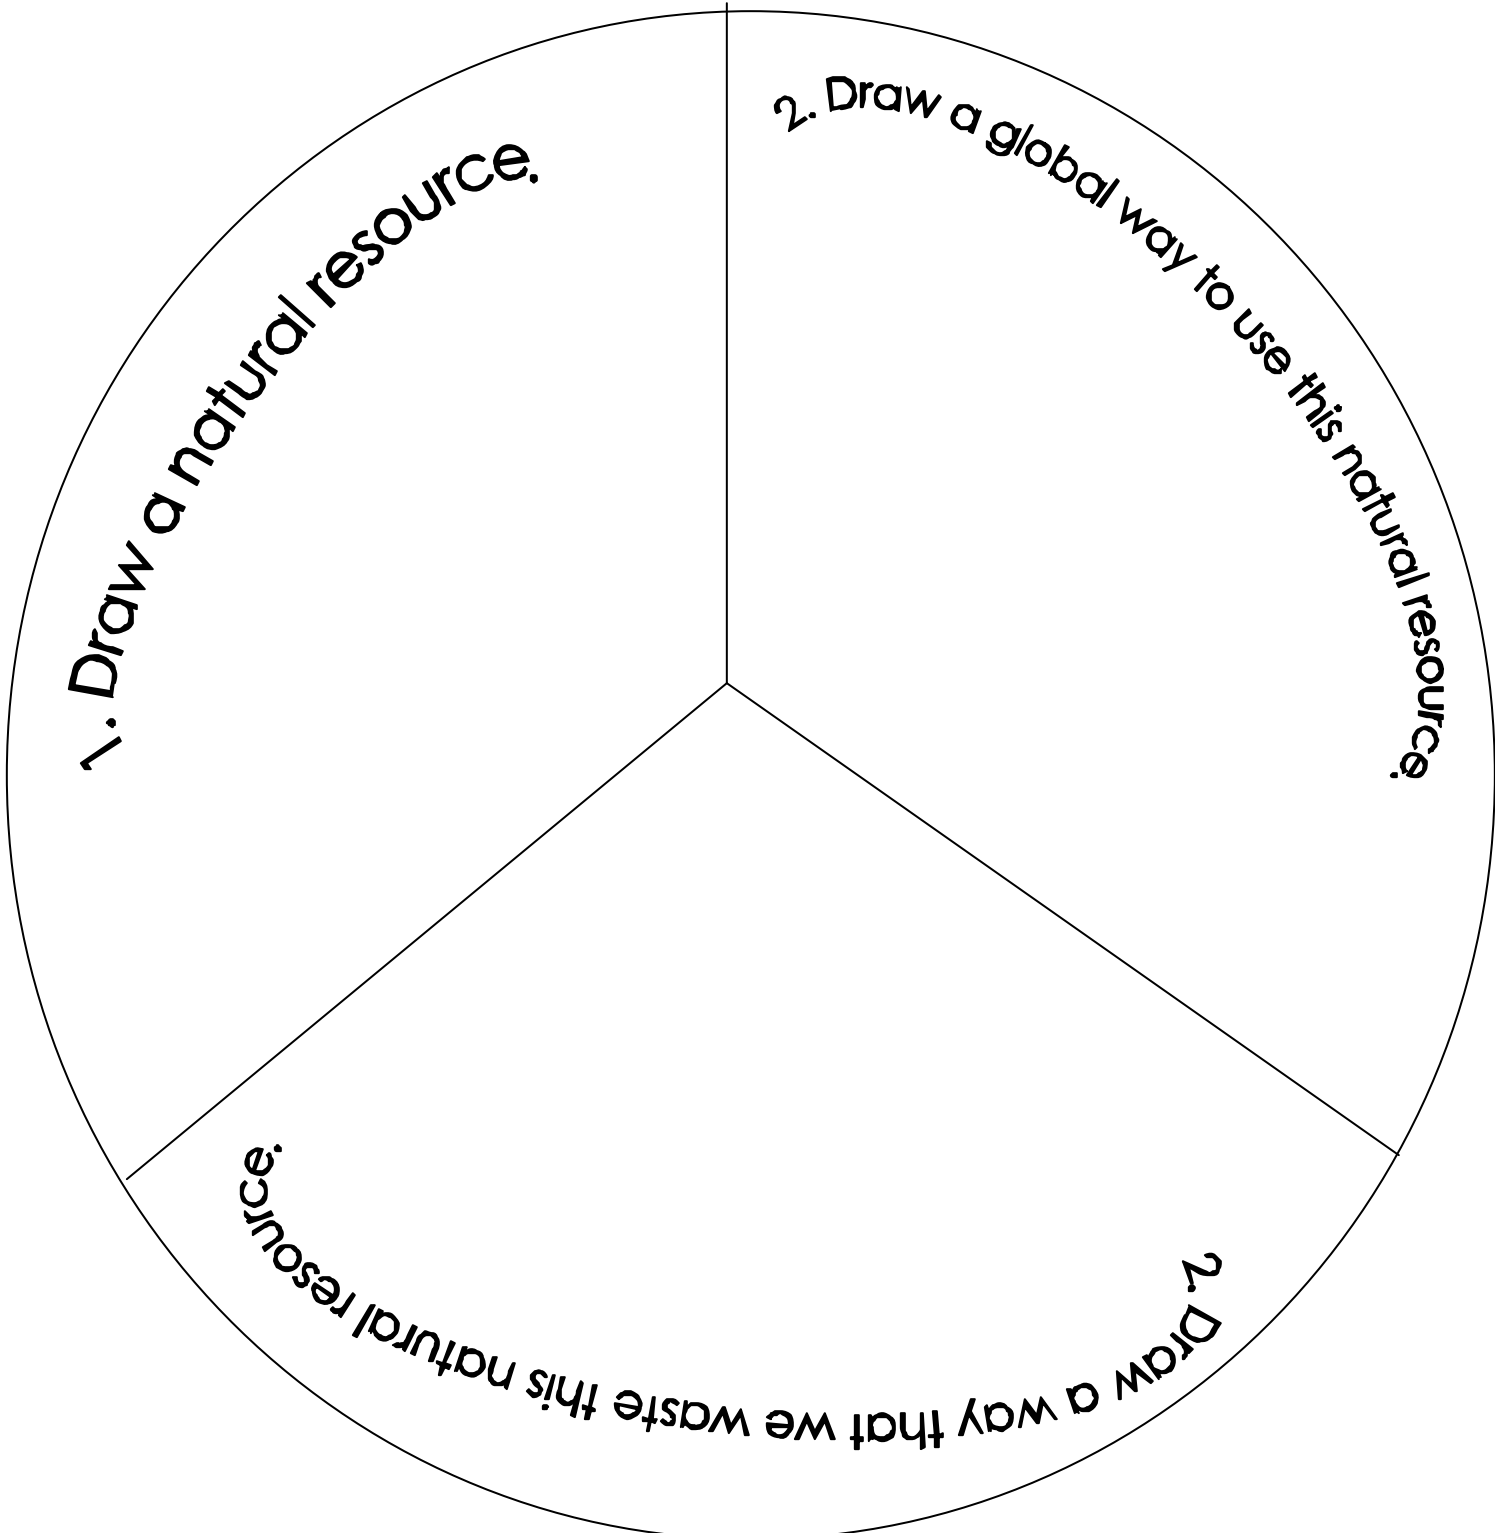 1. Draw a natural resource.
2. Draw a global way to use this natural resource.
2. Draw a way that we waste this natural resource.